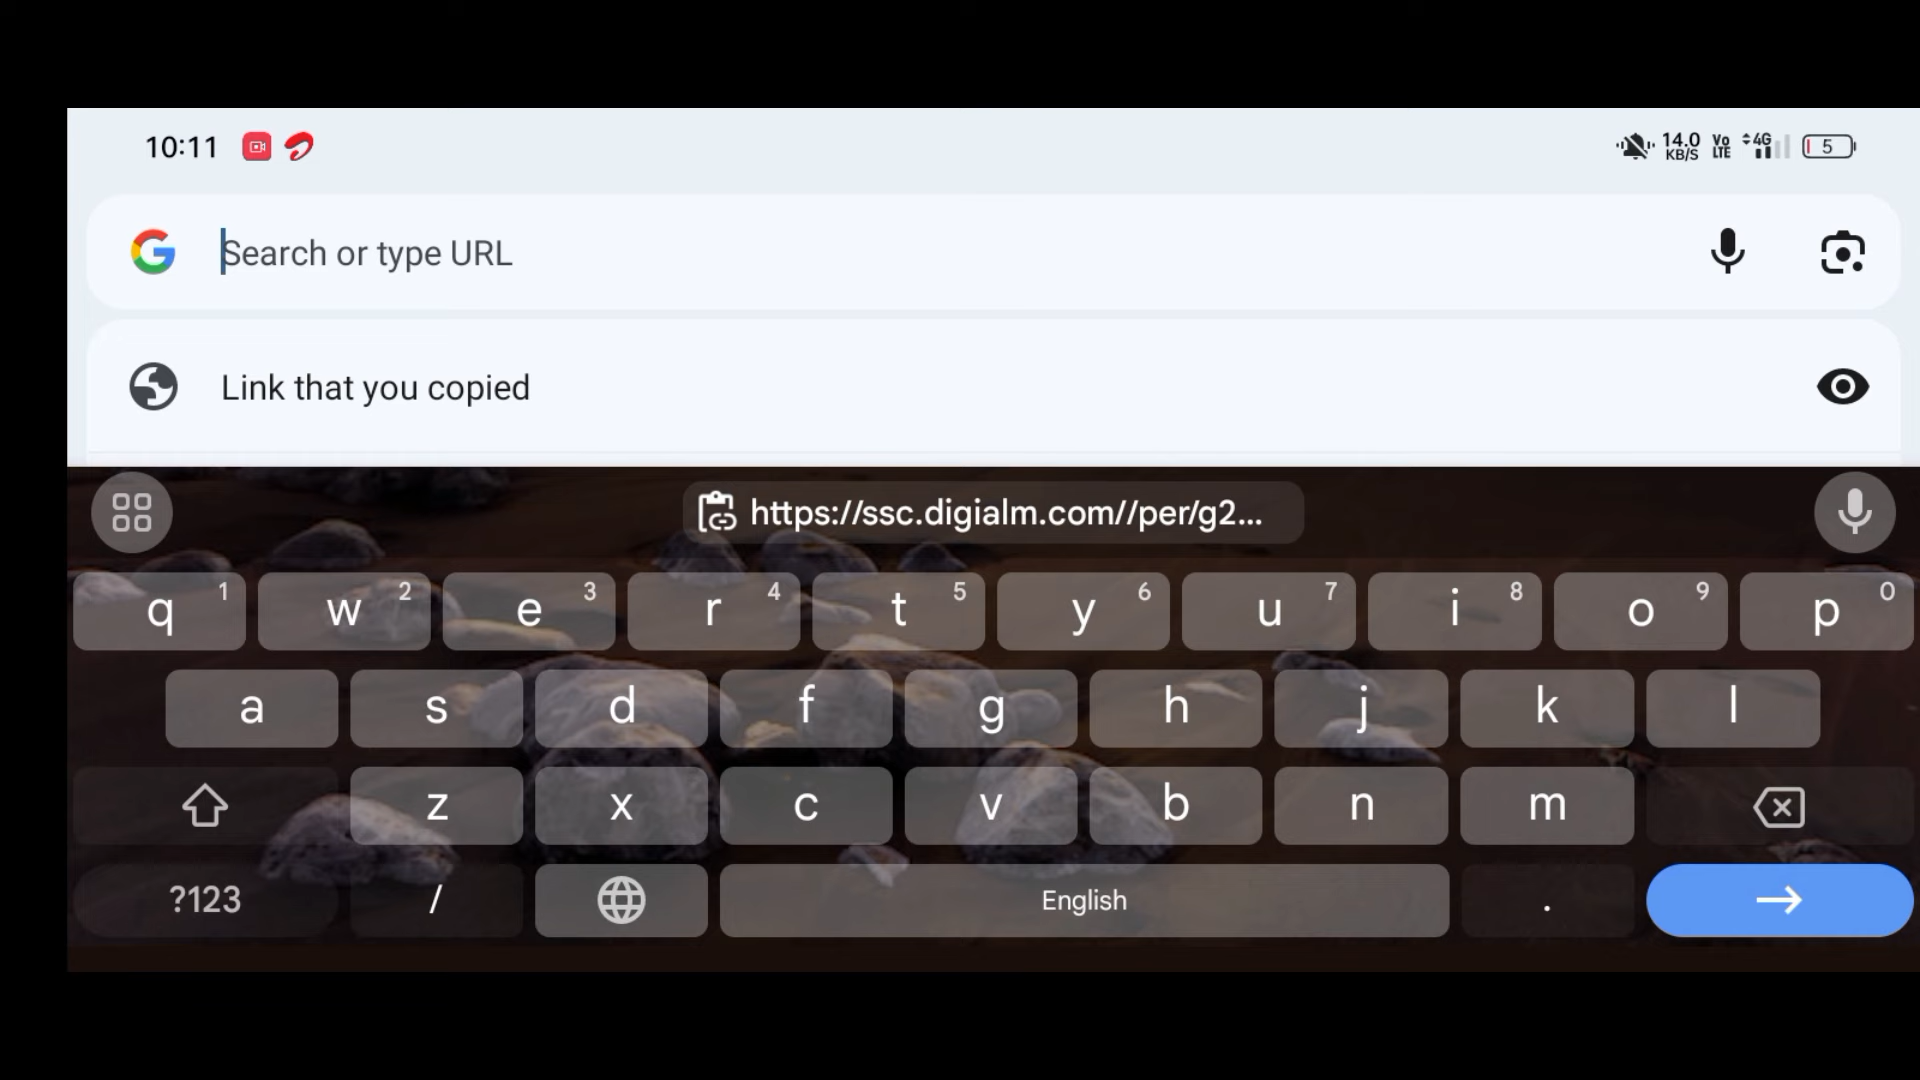 10:11 14.0 KB/S Vo LTE 4G 5
Search or type URL
Link that you copied
https://ssc.digialm.com//per/g2...
q 1 w 2 e 3 r 4 t 5 y 6 u 7 i 8 o 9 p 0
a s d f g h j k l
z x c v b n m
?123 / English .